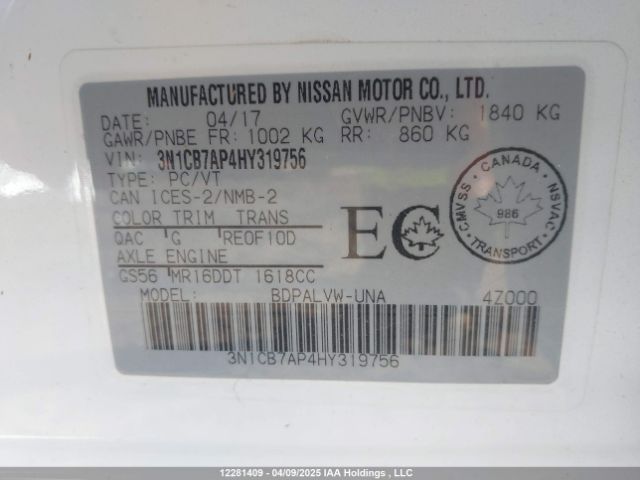 MANUFACTURED BY NISSAN MOTOR CO., LTD.
DATE: 04/17 GVWR/PNBV: 1840 KG
GAWR/PNBE FR: 1002 KG RR: 860 KG
VIN: 3N1CB7AP4HY319756
TYPE: PC/VT
CAN ICES-2/NMB-2
COLOR TRIM TRANS
QAC G RE0F10D
AXLE ENGINE
GS56 MR16DDT 1618CC
EC
CMVSS CANADA NSVAC
986
TRANSPORT
MODEL: BDPALVW-UNA 4Z000
3N1CB7AP4HY319756
12281409 - 04/09/2025 IAA Holdings , LLC